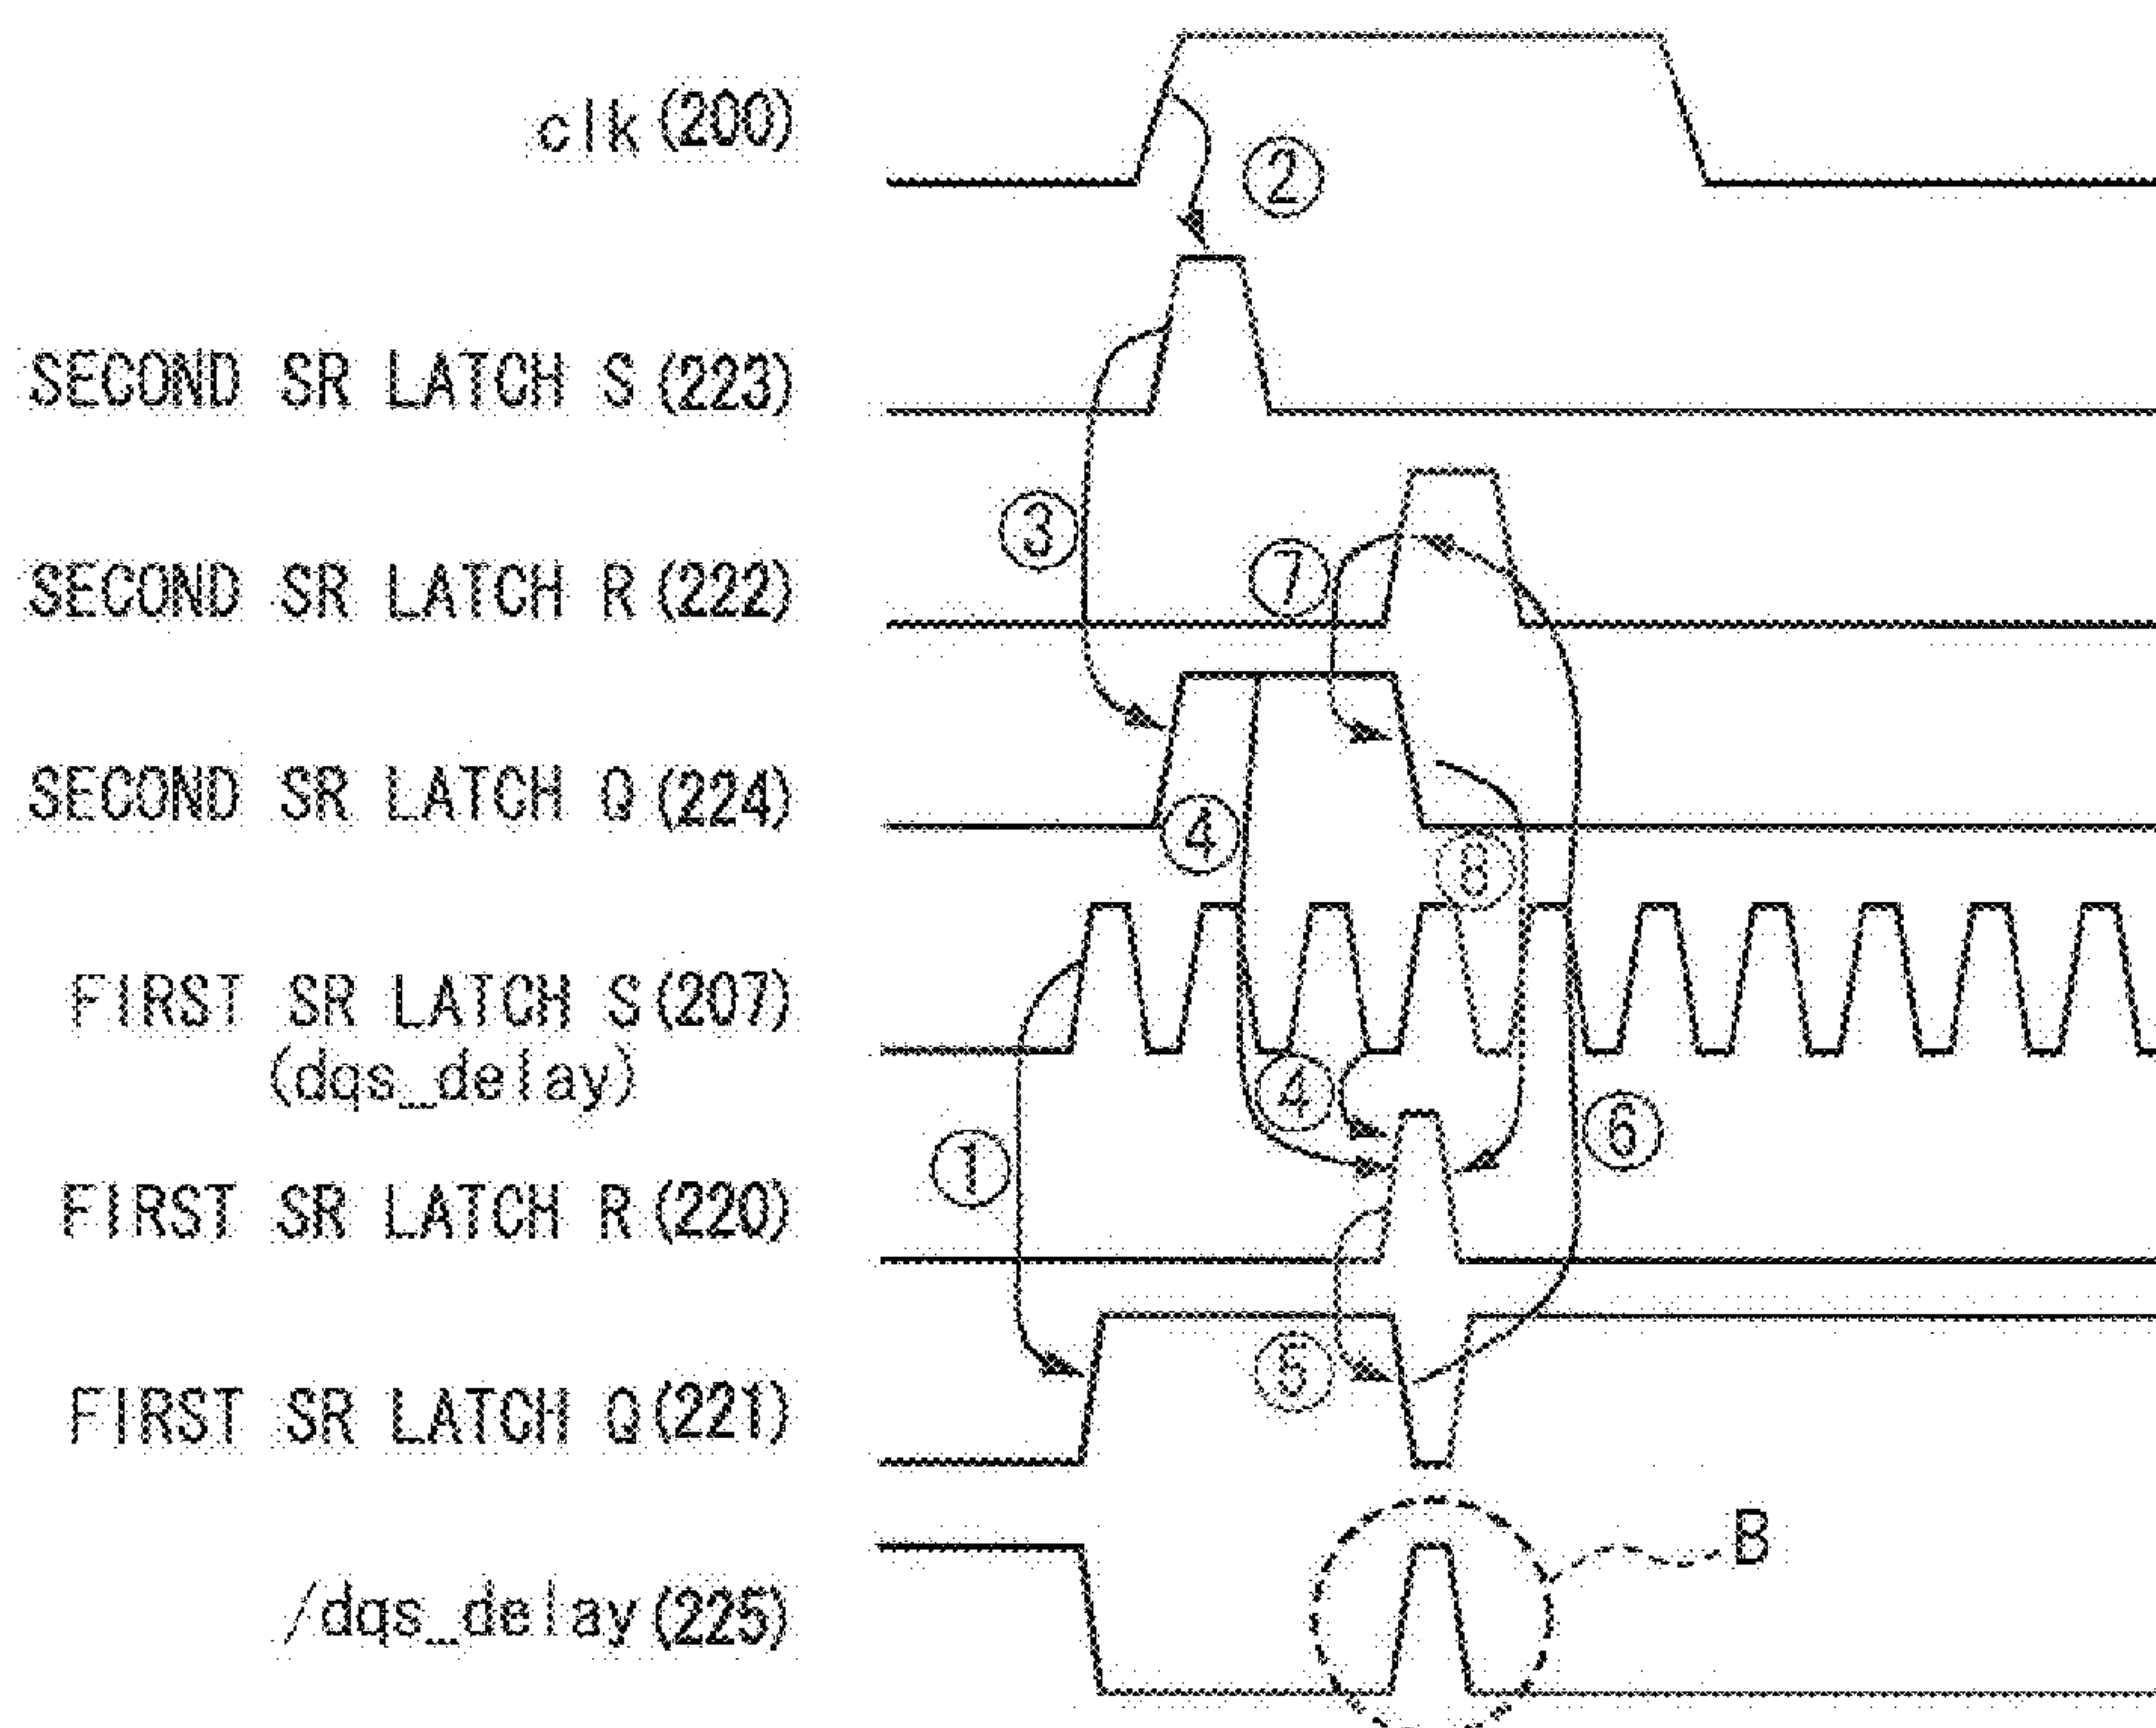 clk (200)
②
SECOND SR LATCH S (223)
③
SECOND SR LATCH R (222)
⑦
SECOND SR LATCH Q (224)
④
⑧
FIRST SR LATCH S (207)
(dqs_delay)
④
⑥
①
FIRST SR LATCH R (220)
FIRST SR LATCH Q (221)
⑤
B
/dqs_delay (225)